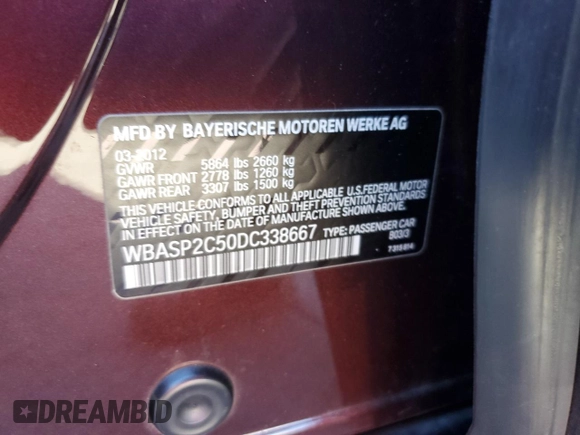 MFD BY BAYERISCHE MOTOREN WERKE AG
03-2012
GVWR 5864 lbs 2660 kg
GAWR FRONT 2778 lbs 1260 kg
GAWR REAR 3307 lbs 1500 kg
THIS VEHICLE CONFORMS TO ALL APPLICABLE U.S.FEDERAL MOTOR
VEHICLE SAFETY, BUMPER AND THEFT PREVENTION STANDARDS
IN EFFECT ON THE DATE OF MANUFACTURE SHOWN ABOVE.
WBASP2C50DC338667 TYPE: PASSENGER CAR
803/3
DREAMBID